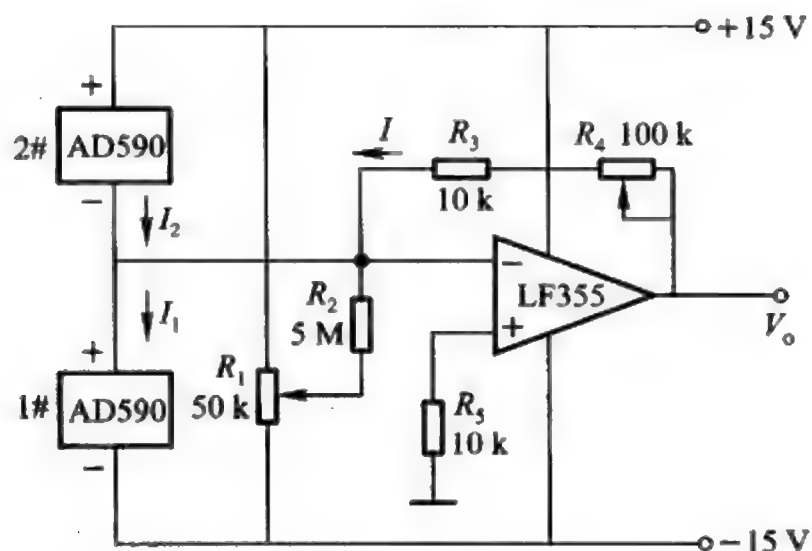 +15 V
+
2#
AD590
−
I₂
I
R₃
10 k
R₄ 100 k
−
LF355
+
Vₒ
I₁
R₂
5 M
+
1#
AD590
−
R₁
50 k
R₅
10 k
−15 V